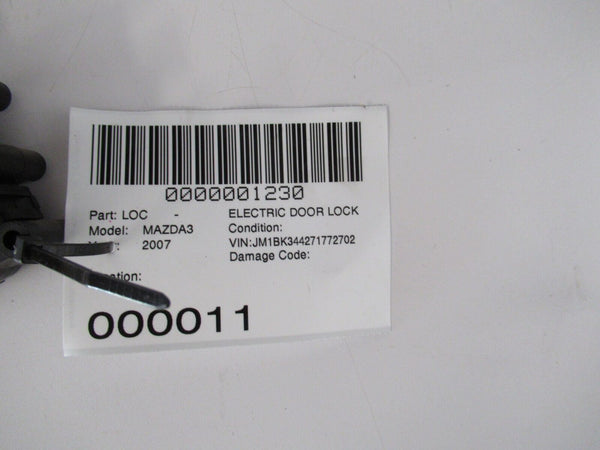 0000001230
Part: LOC - ELECTRIC DOOR LOCK
Model: MAZDA3 Condition:
2007 VIN:JM1BK344271772702
Damage Code:
000011